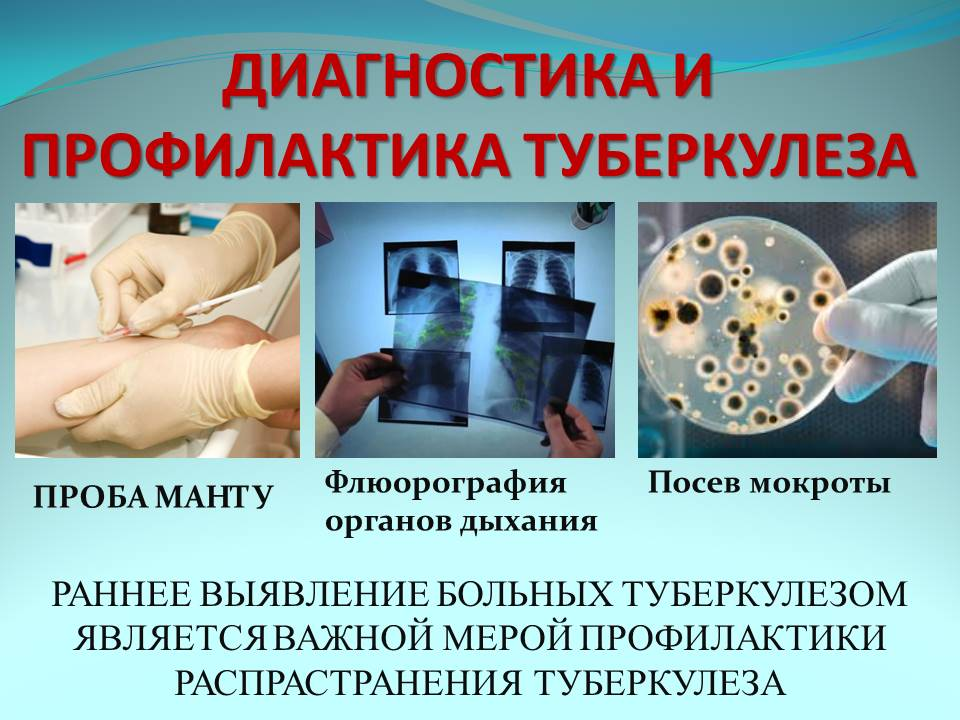 ДИАГНОСТИКА И
ПРОФИЛАКТИКА ТУБЕРКУЛЕЗА
ПРОБА МАНТУ
Флюорография
органов дыхания
Посев мокроты
РАННЕЕ ВЫЯВЛЕНИЕ БОЛЬНЫХ ТУБЕРКУЛЕЗОМ
ЯВЛЯЕТСЯ ВАЖНОЙ МЕРОЙ ПРОФИЛАКТИКИ
РАСПРАСТРАНЕНИЯ ТУБЕРКУЛЕЗА